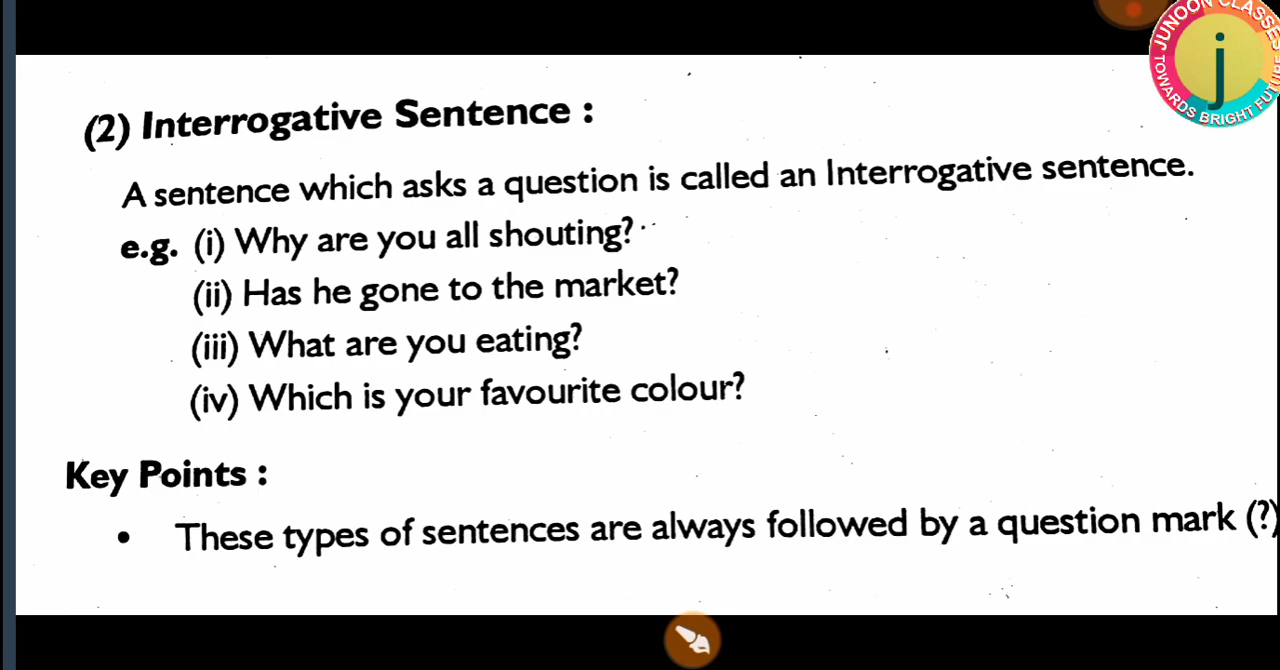 JUNOON CLASSES
TOWARDS BRIGHT FUTURE
j
(2) Interrogative Sentence :
A sentence which asks a question is called an Interrogative sentence.
e.g. (i) Why are you all shouting?
(ii) Has he gone to the market?
(iii) What are you eating?
(iv) Which is your favourite colour?
Key Points :
• These types of sentences are always followed by a question mark (?)